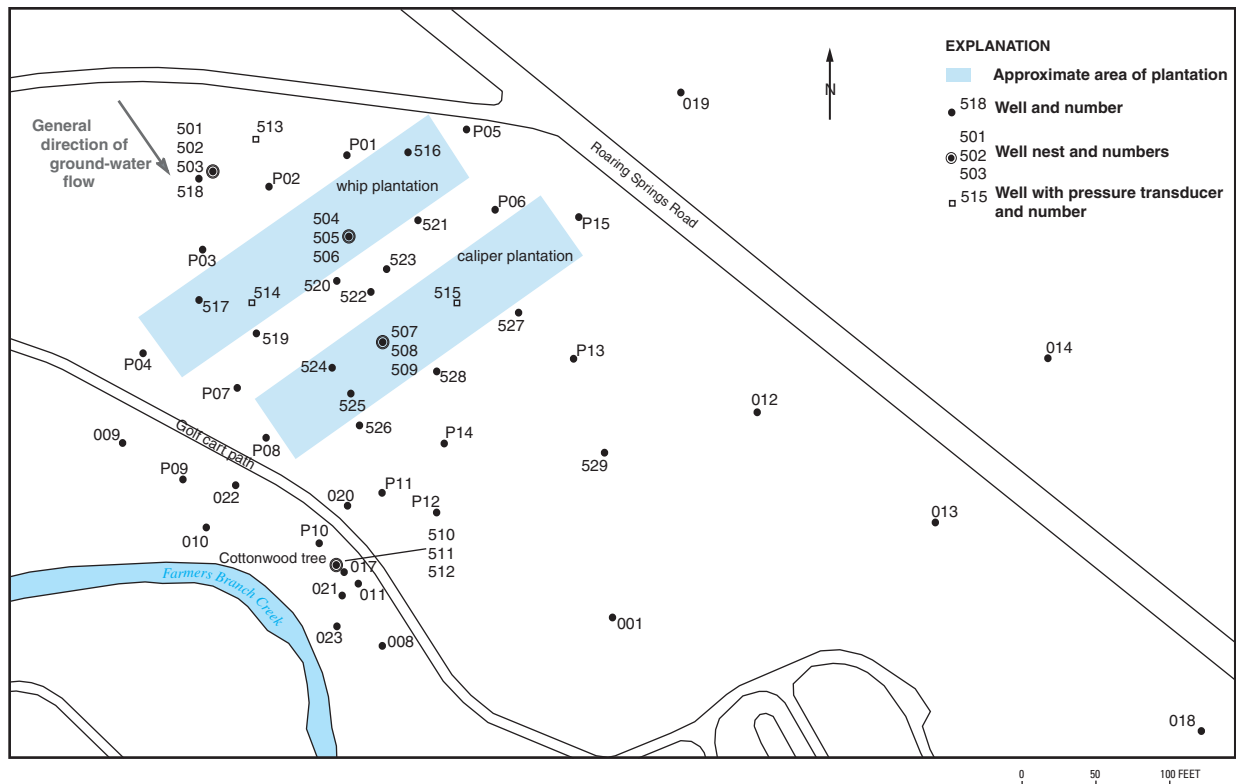 EXPLANATION
Approximate area of plantation
518 Well and number
501
502 Well nest and numbers
503
515 Well with pressure transducer
and number
N
019
Roaring Springs Road
General
direction of
ground-water
flow
501
502
503
518
513
P01
516
P05
P02
whip plantation
504
505
506
521
P06
P15
P03
523
caliper plantation
520
522
517
514
515
527
519
507
508
509
P04
524
528
P13
014
P07
525
012
526
P08
Golf cart path
009
P14
529
P09
022
P11
020
P12
013
010
P10
510
511
512
Cottonwood tree
017
021
011
Farmers Branch Creek
023
008
001
018
0 50 100 FEET